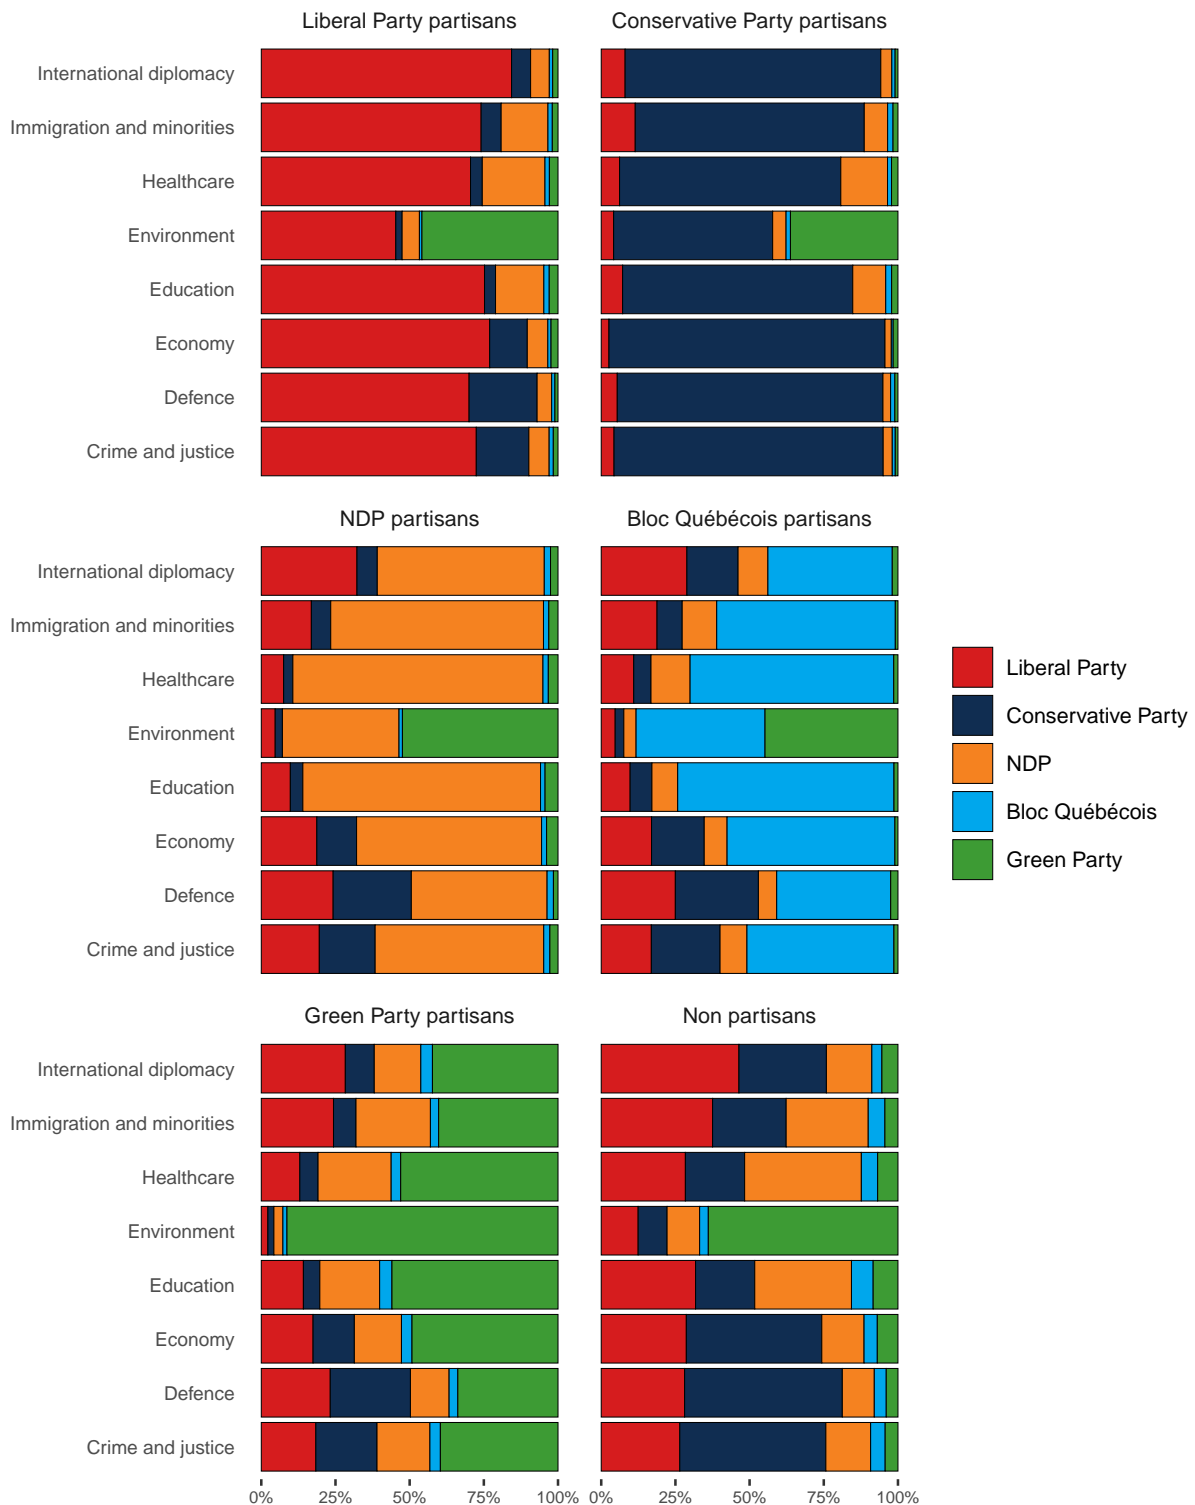 Liberal Party partisans
Conservative Party partisans
International diplomacy
Immigration and minorities
Healthcare
Environment
Education
Economy
Defence
Crime and justice
NDP partisans
Bloc Québécois partisans
International diplomacy
Immigration and minorities
Healthcare
Environment
Education
Economy
Defence
Crime and justice
Liberal Party
Conservative Party
NDP
Bloc Québécois
Green Party
Green Party partisans
Non partisans
International diplomacy
Immigration and minorities
Healthcare
Environment
Education
Economy
Defence
Crime and justice
0% 25% 50% 75% 100%
0% 25% 50% 75% 100%